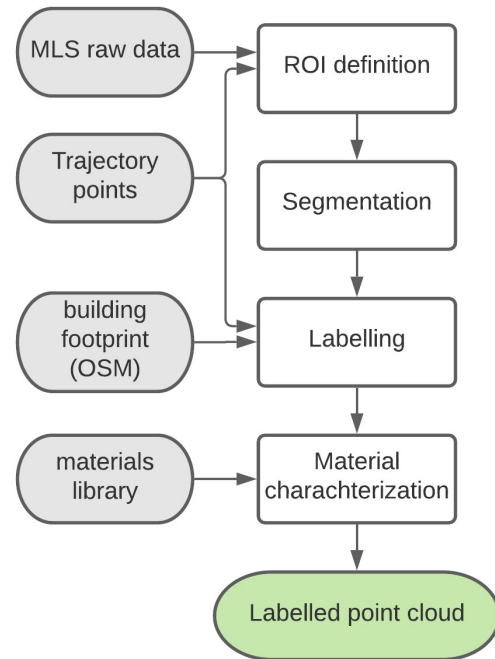 MLS raw data
ROI definition
Trajectory
points
Segmentation
building
footprint
(OSM)
Labelling
materials
library
Material
charachterization
Labelled point cloud